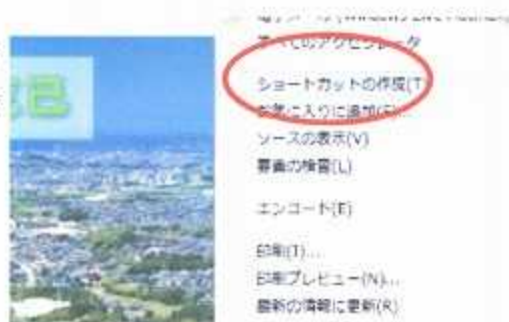 すべてのアクセラレータ
ショートカットの作成(T)
お気に入りに追加(F)...
ソースの表示(V)
要素の検査(L)
エンコード(E)
印刷(I)...
印刷プレビュー(N)...
最新の情報に更新(R)